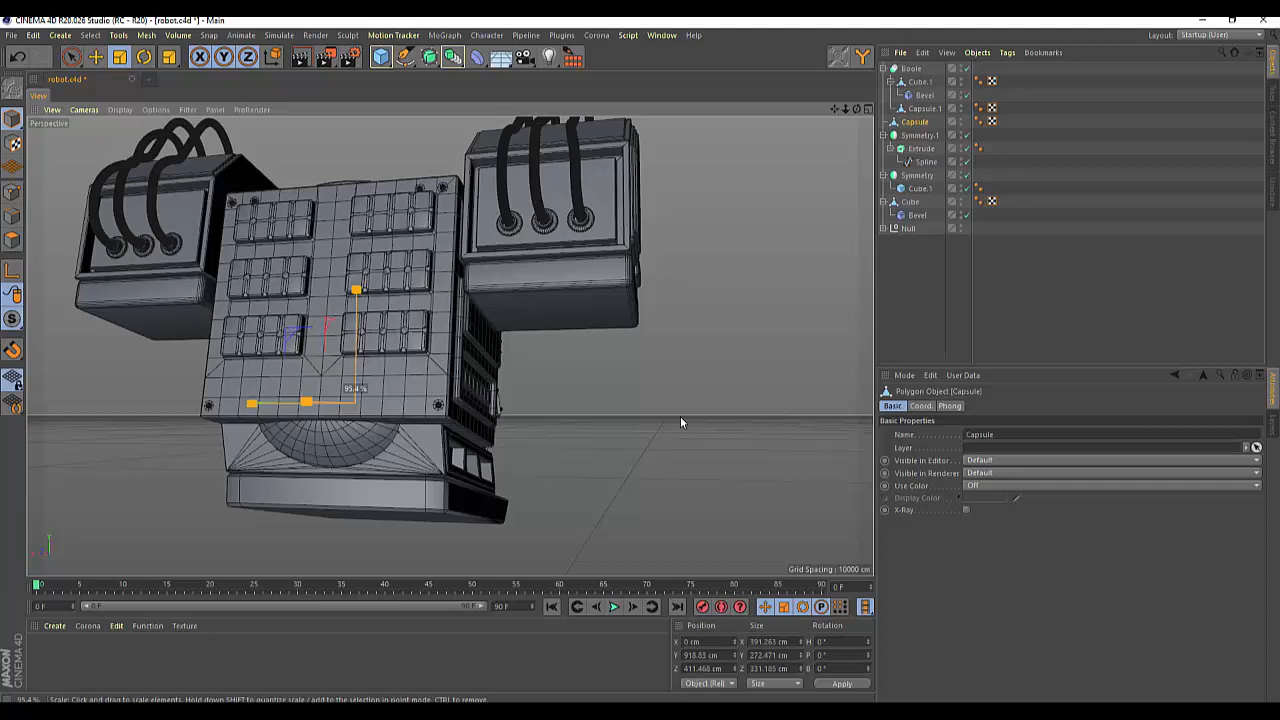 CINEMA 4D R20.026 Studio (RC - R20) - [robot.c4d *] - Main
File Edit Create Select Tools Mesh Volume Snap Animate Simulate Render Sculpt Motion Tracker MoGraph Character Pipeline Plugins Corona Script Window Help
Layout: Startup (User)
File Edit View Objects Tags Bookmarks
robot.c4d *
View
View Cameras Display Options Filter Panel ProRender
Perspective
Boole
Cube.1
Bevel
Capsule.1
Capsule
Symmetry.1
Extrude
Spline
Symmetry
Cube.1
Cube
Bevel
Null
95.4 %
Grid Spacing : 10000 cm
Mode Edit User Data
Polygon Object [Capsule]
Basic Coord. Phong
Basic Properties
Name Capsule
Layer
Visible in Editor Default
Visible in Renderer Default
Use Color Off
Display Color
X-Ray
0 5 10 15 20 25 30 35 40 45 50 55 60 65 70 75 80 85 90 0 F
0 F 0 F 90 F 90 F
Create Corona Edit Function Texture
Position Size Rotation
X 0 cm X 391.263 cm H 0 °
Y 918.83 cm Y 272.471 cm P 0 °
Z 411.468 cm Z 331.185 cm B 0 °
Object (Rel) Size Apply
MAXON CINEMA 4D
95.4 % Scale: Click and drag to scale elements. Hold down SHIFT to quantize scale / add to the selection in point mode, CTRL to remove.